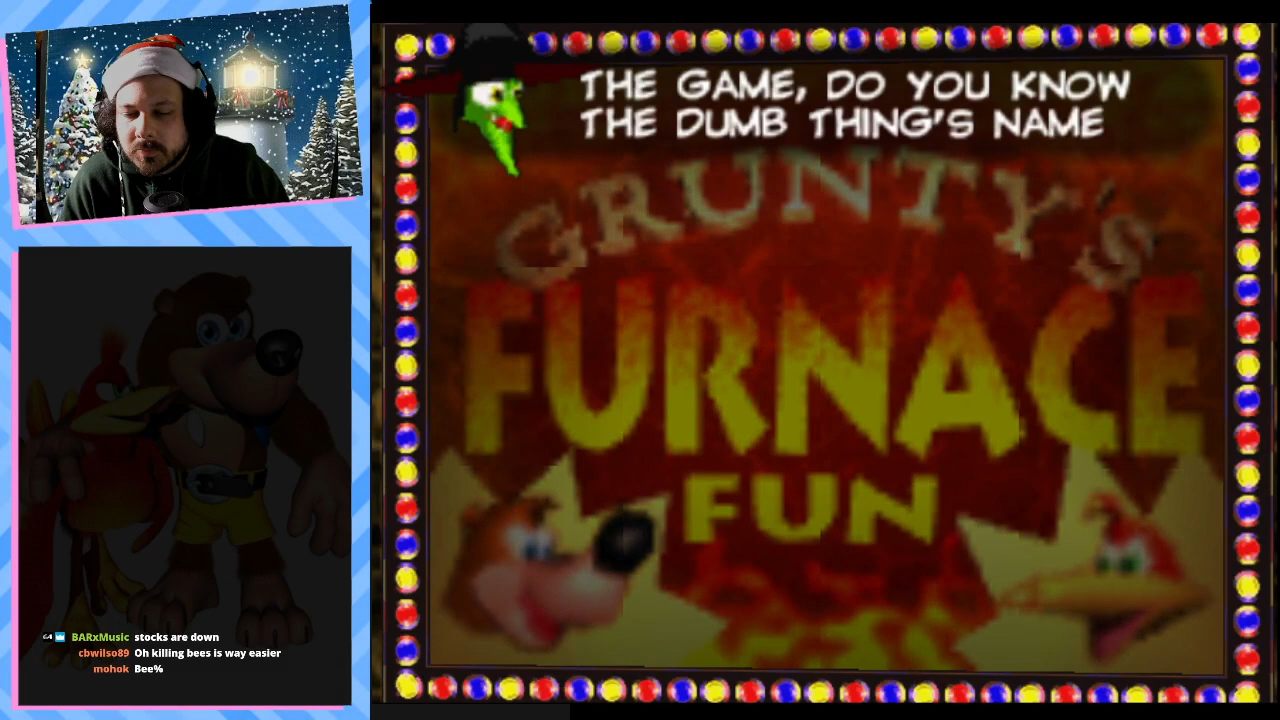 THE GAME, DO YOU KNOW
THE DUMB THING'S NAME
GRUNTY'S
FURNACE
FUN
BARxMusic stocks are down
cbwilso89 Oh killing bees is way easier
mohok Bee%